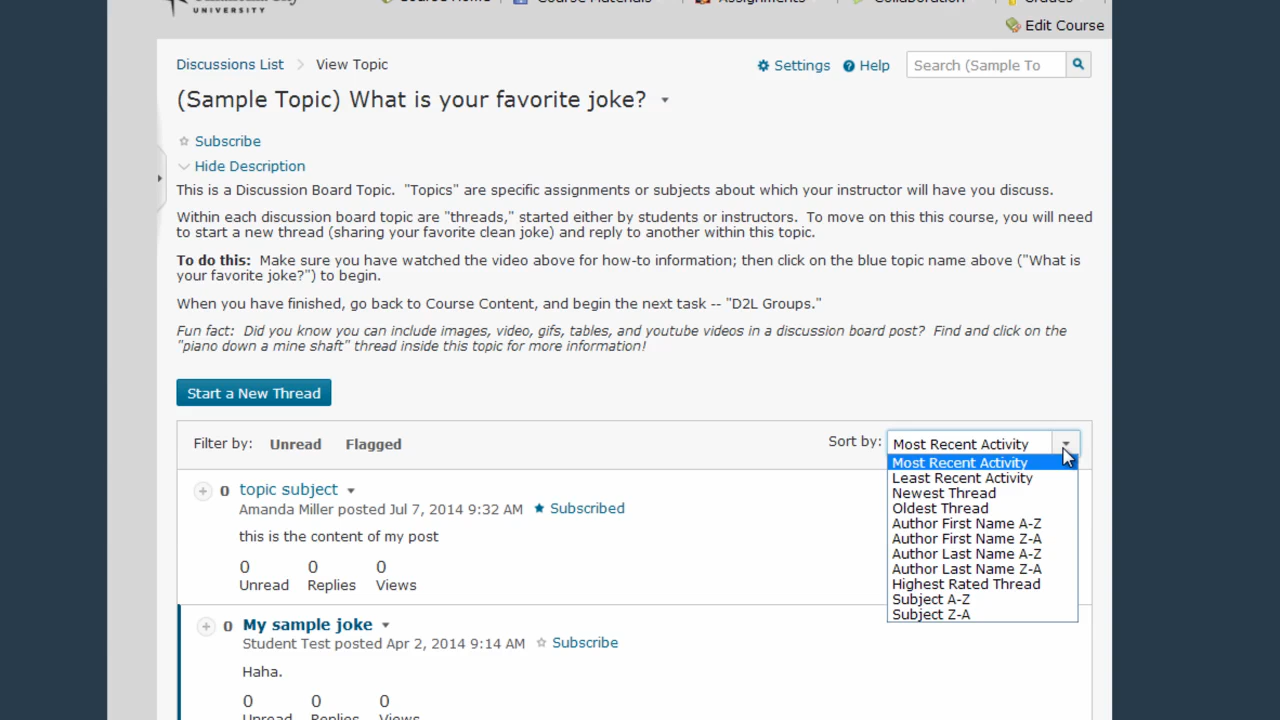 UNIVERSITY
Edit Course
Discussions List View Topic Settings Help Search (Sample To
(Sample Topic) What is your favorite joke?
Subscribe
Hide Description
This is a Discussion Board Topic. "Topics" are specific assignments or subjects about which your instructor will have you discuss.
Within each discussion board topic are "threads," started either by students or instructors. To move on this this course, you will need
to start a new thread (sharing your favorite clean joke) and reply to another within this topic.
To do this: Make sure you have watched the video above for how-to information; then click on the blue topic name above ("What is
your favorite joke?") to begin.
When you have finished, go back to Course Content, and begin the next task -- "D2L Groups."
Fun fact: Did you know you can include images, video, gifs, tables, and youtube videos in a discussion board post? Find and click on the
"piano down a mine shaft" thread inside this topic for more information!
Start a New Thread
Filter by: Unread Flagged Sort by: Most Recent Activity
Most Recent Activity
Least Recent Activity
Newest Thread
Oldest Thread
Author First Name A-Z
Author First Name Z-A
Author Last Name A-Z
Author Last Name Z-A
Highest Rated Thread
Subject A-Z
Subject Z-A
0 topic subject
Amanda Miller posted Jul 7, 2014 9:32 AM Subscribed
this is the content of my post
0 0 0
Unread Replies Views
0 My sample joke
Student Test posted Apr 2, 2014 9:14 AM Subscribe
Haha.
0 0 0
Unread Replies Views